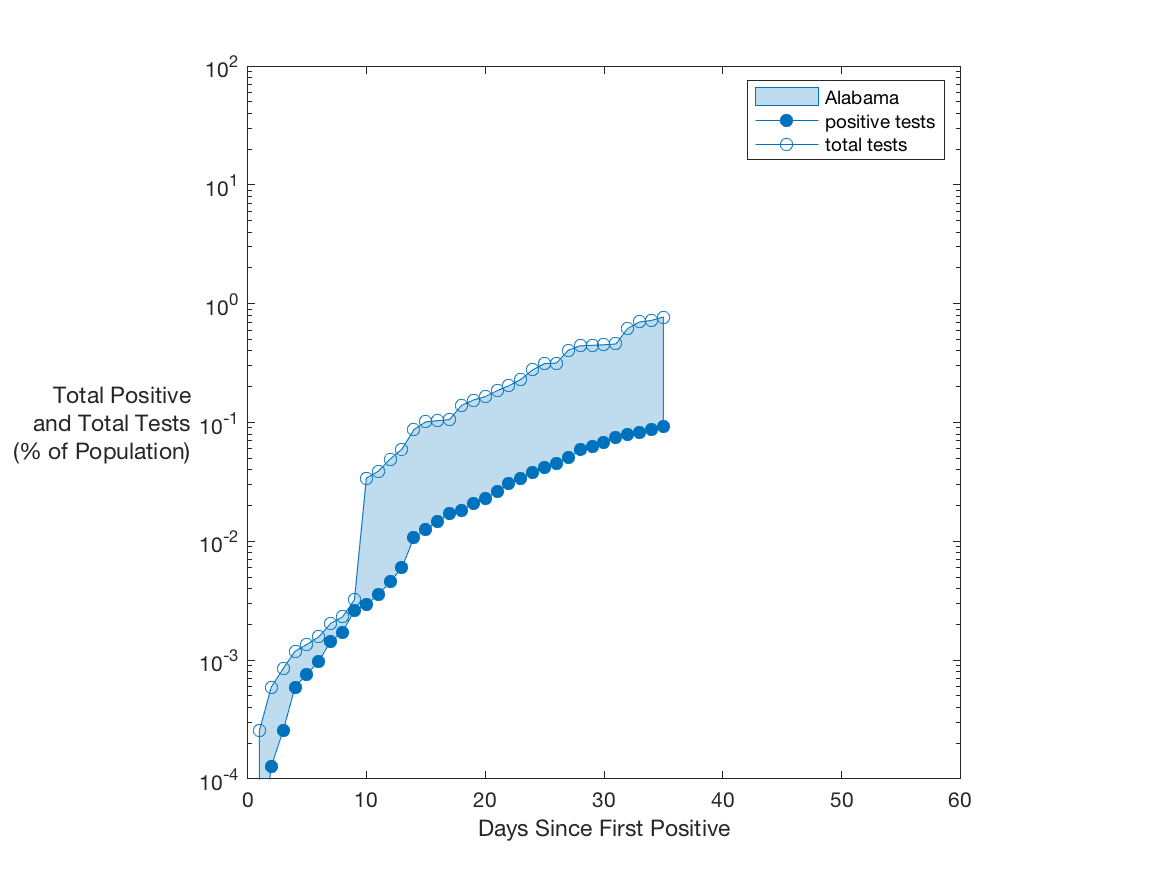 10^2
10^1
10^0
10^-1
10^-2
10^-3
10^-4
Total Positive
and Total Tests
(% of Population)
Alabama
positive tests
total tests
0 10 20 30 40 50 60
Days Since First Positive